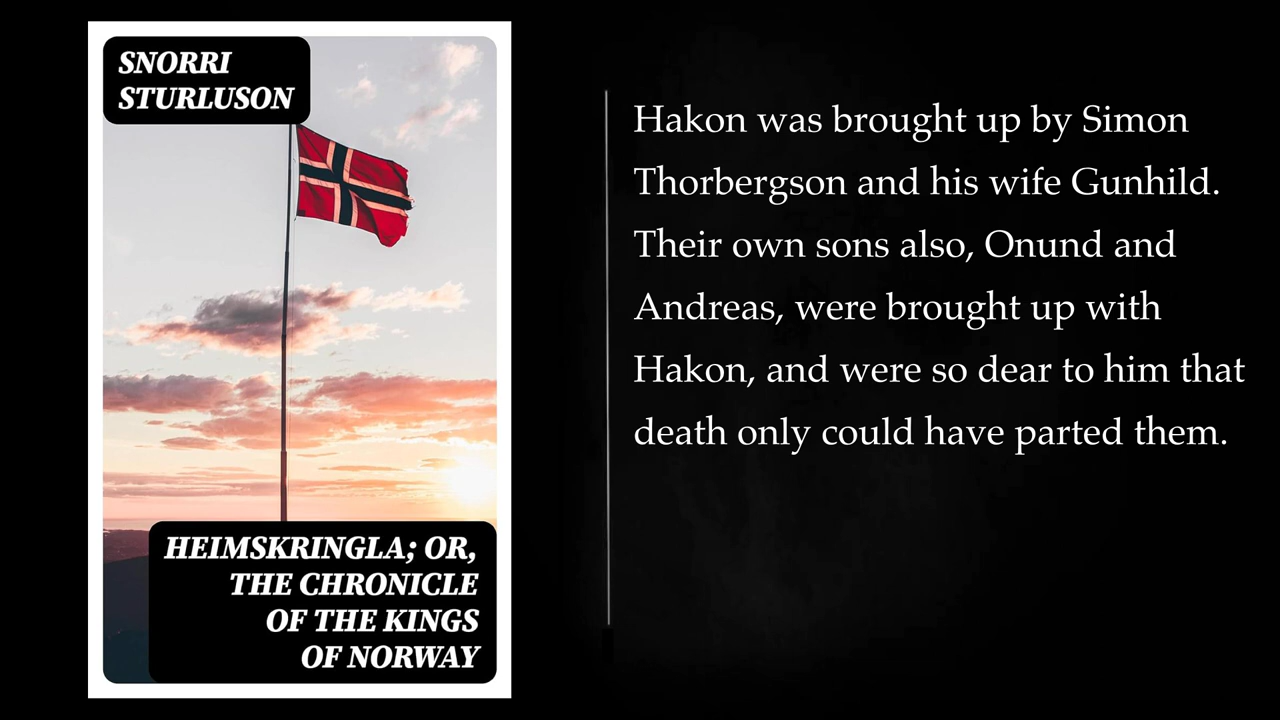 SNORRI
STURLUSON
HEIMSKRINGLA; OR,
THE CHRONICLE
OF THE KINGS
OF NORWAY
Hakon was brought up by Simon
Thorbergson and his wife Gunhild.
Their own sons also, Onund and
Andreas, were brought up with
Hakon, and were so dear to him that
death only could have parted them.